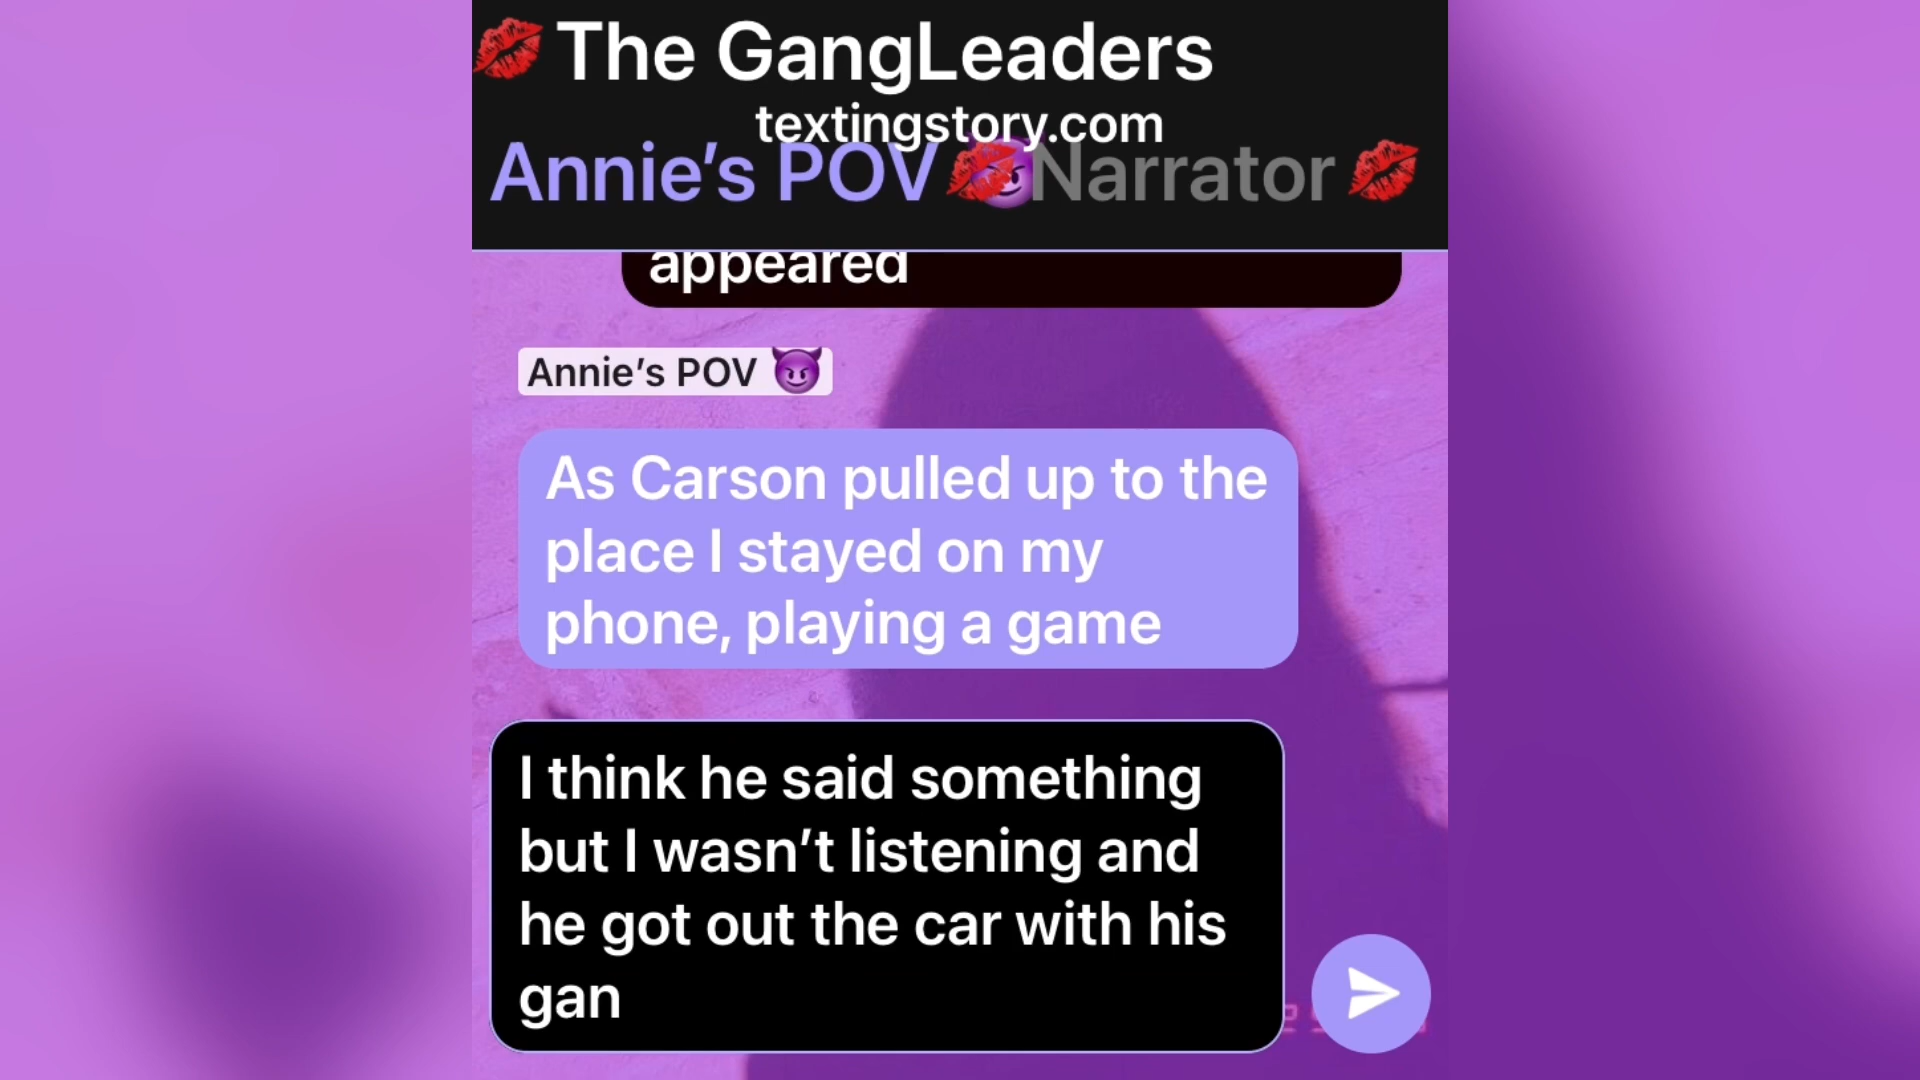 The GangLeaders
textingstory.com
Annie’s POV Narrator
appeared
Annie’s POV
As Carson pulled up to the
place I stayed on my
phone, playing a game
I think he said something
but I wasn’t listening and
he got out the car with his
gan